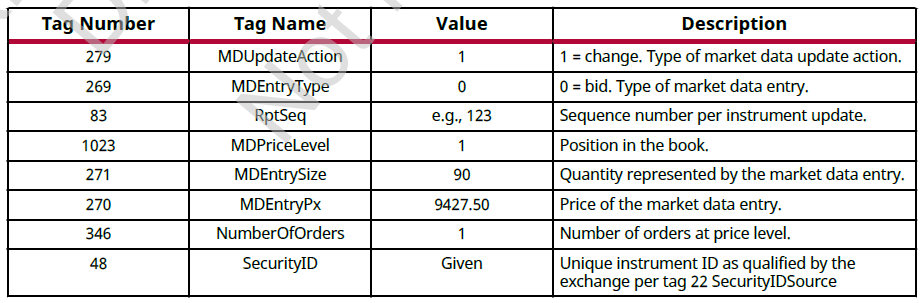 Tag Number Tag Name Value Description
279 MDUpdateAction 1 1 = change. Type of market data update action.
269 MDEntryType 0 0 = bid. Type of market data entry.
83 RptSeq e.g., 123 Sequence number per instrument update.
1023 MDPriceLevel 1 Position in the book.
271 MDEntrySize 90 Quantity represented by the market data entry.
270 MDEntryPx 9427.50 Price of the market data entry.
346 NumberOfOrders 1 Number of orders at price level.
48 SecurityID Given Unique instrument ID as qualified by the
exchange per tag 22 SecurityIDSource
Not